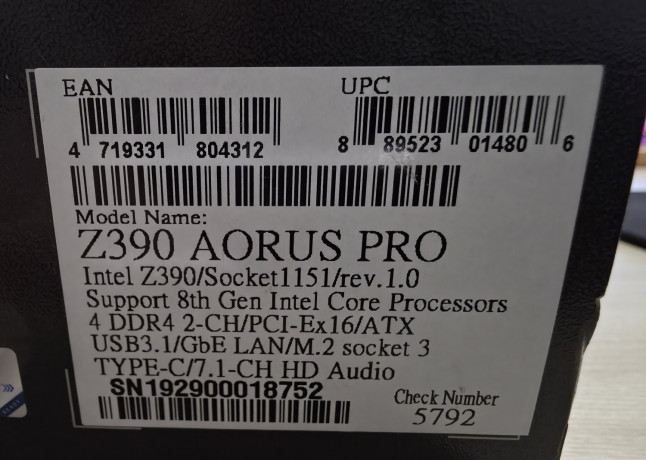 EAN UPC
4 719331 804312 8 89523 01480 6
Model Name:
Z390 AORUS PRO
Intel Z390/Socket1151/rev.1.0
Support 8th Gen Intel Core Processors
4 DDR4 2-CH/PCI-Ex16/ATX
USB3.1/GbE LAN/M.2 socket 3
TYPE-C/7.1-CH HD Audio
SN192900018752
Check Number
5792